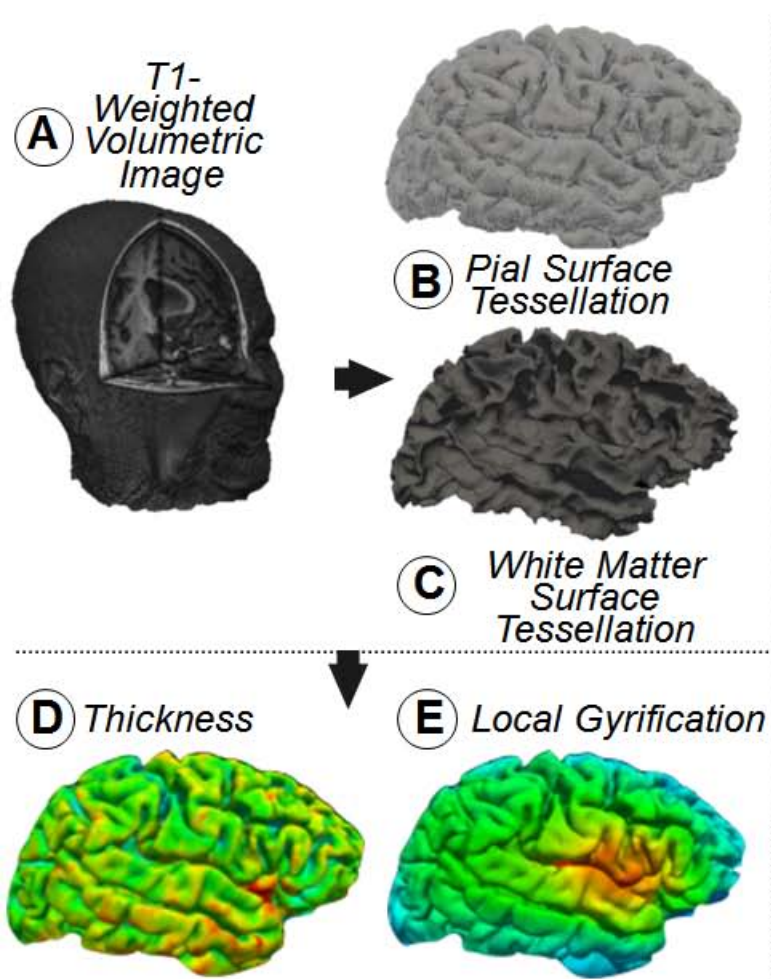 A
T1-
Weighted
Volumetric
Image
B
Pial Surface
Tessellation
C
White Matter
Surface
Tessellation
D Thickness
E Local Gyrification